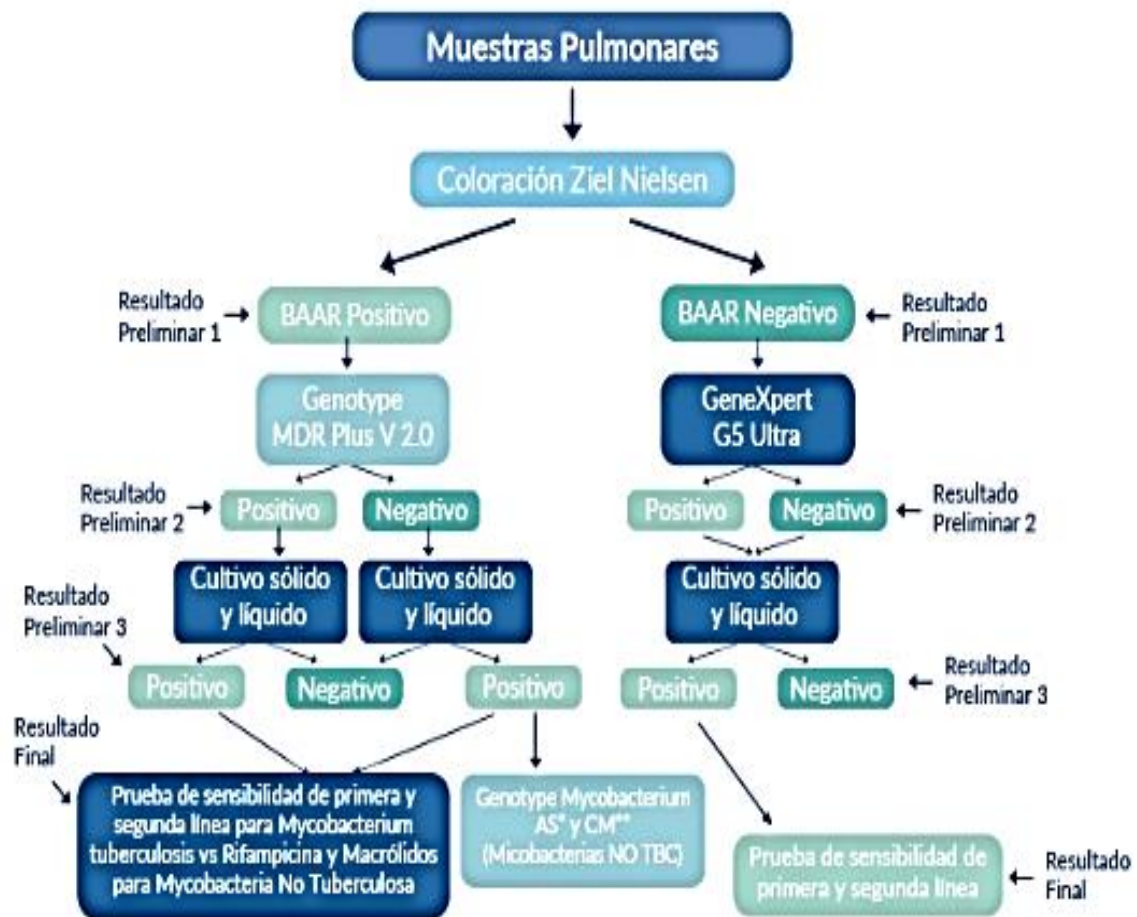 Muestras Pulmonares
Coloración Ziel Nielsen
Resultado
Preliminar 1
BAAR Positivo
BAAR Negativo
Resultado
Preliminar 1
Genotype
MDR Plus V 2.0
GeneXpert
G5 Ultra
Resultado
Preliminar 2
Positivo
Negativo
Positivo
Negativo
Resultado
Preliminar 2
Cultivo sólido
y líquido
Cultivo sólido
y líquido
Cultivo sólido
y líquido
Resultado
Preliminar 3
Positivo
Negativo
Positivo
Positivo
Negativo
Resultado
Preliminar 3
Resultado
Final
Prueba de sensibilidad de primera y
segunda línea para Mycobacterium
tuberculosis vs Rifampicina y Macrólidos
para Mycobacteria No Tuberculosa
Genotype Mycobacterium
AS* y CM**
(Micobacterias NO TBC)
Prueba de sensibilidad de
primera y segunda línea
Resultado
Final